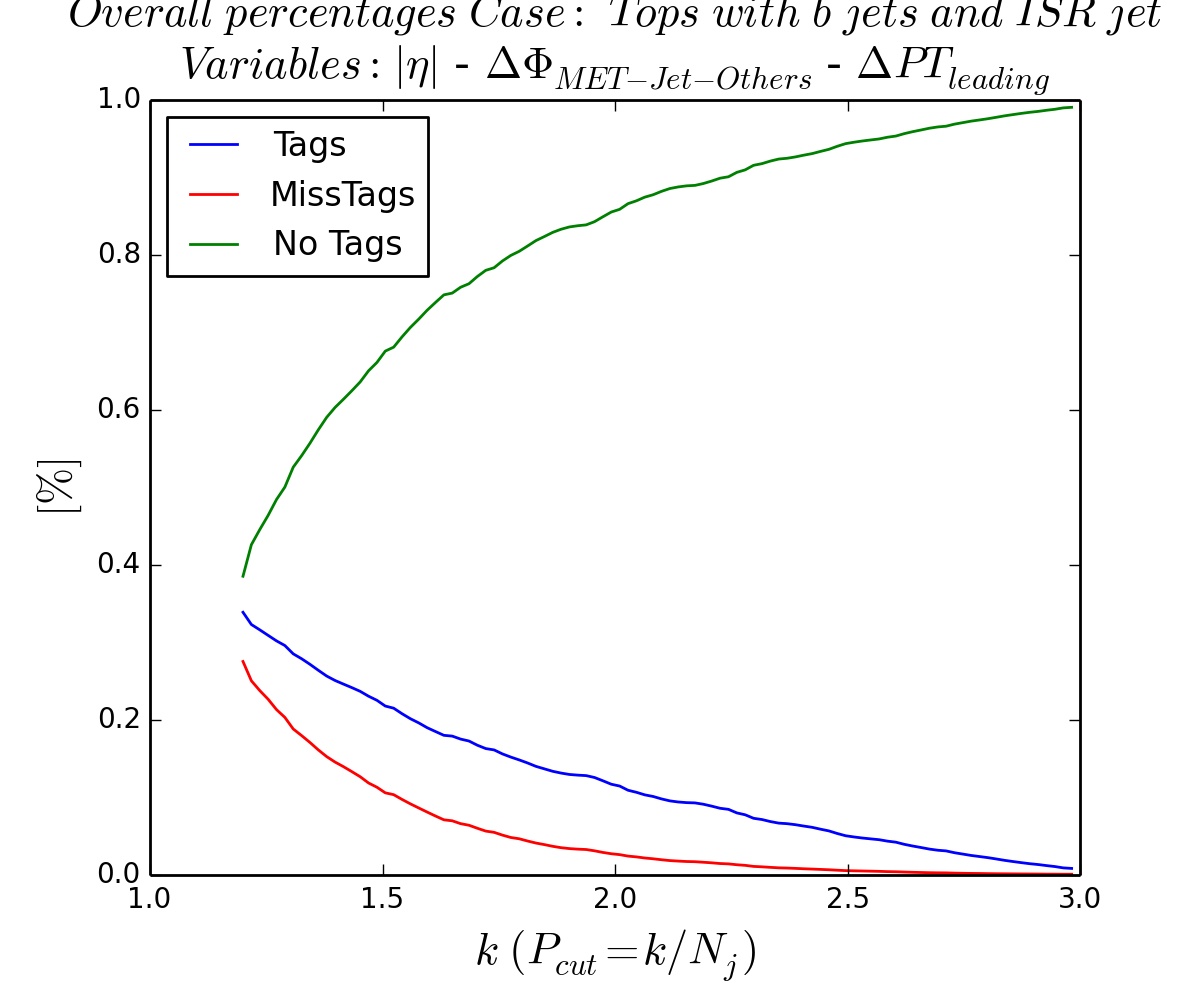 Overall percentages Case: Tops with b jets and ISR jet
Variables: |η| - ΔΦ_{MET−Jet−Others} - ΔPT_{leading}
1.0
0.8
0.6
0.4
0.2
0.0
[%]
Tags
MissTags
No Tags
1.0 1.5 2.0 2.5 3.0
k (P_{cut}=k/N_j)